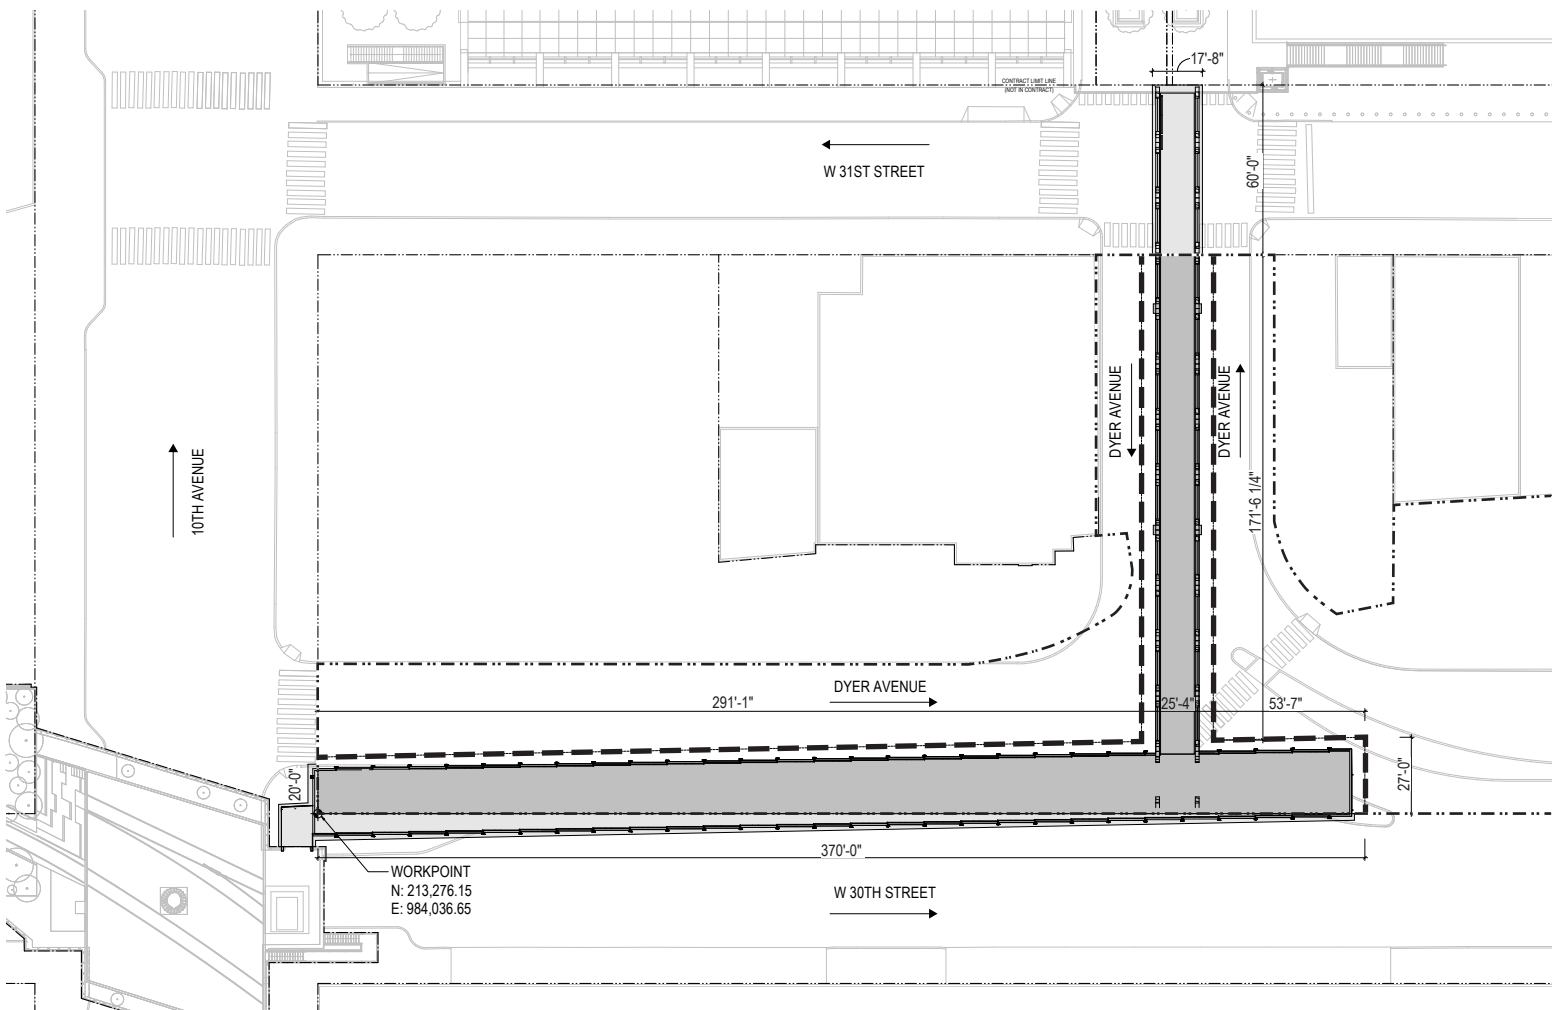 17'-8"
CONTRACT LIMIT LINE
(NOT IN CONTRACT)
W 31ST STREET
60'-0"
DYER AVENUE
DYER AVENUE
10TH AVENUE
171'-6 1/4"
DYER AVENUE
291'-1"
25'-4"
53'-7"
20'-0"
27'-0"
370'-0"
WORKPOINT
N: 213,276.15
E: 984,036.65
W 30TH STREET